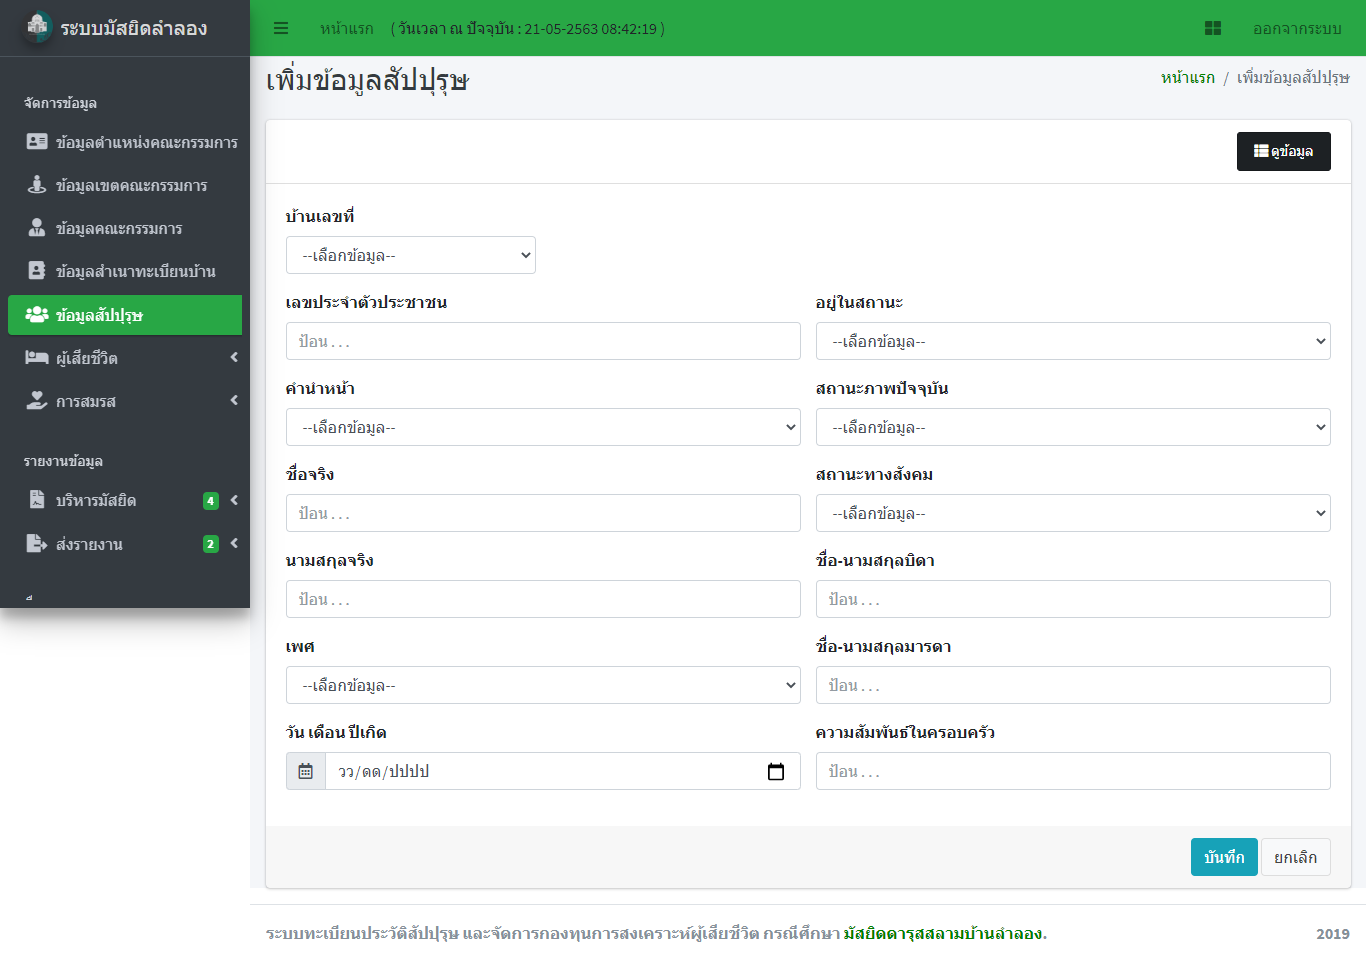 ระบบมัสยิดลำลอง
หน้าแรก ( วันเวลา ณ ปัจจุบัน : 21-05-2563 08:42:19 ) ออกจากระบบ
จัดการข้อมูล
ข้อมูลตำแหน่งคณะกรรมการ
ข้อมูลเขตคณะกรรมการ
ข้อมูลคณะกรรมการ
ข้อมูลสำเนาทะเบียนบ้าน
ข้อมูลสัปปุรุษ
ผู้เสียชีวิต
การสมรส
รายงานข้อมูล
บริหารมัสยิด 4
ส่งรายงาน 2
เพิ่มข้อมูลสัปปุรุษ
หน้าแรก / เพิ่มข้อมูลสัปปุรุษ
ดูข้อมูล
บ้านเลขที่
--เลือกข้อมูล--
เลขประจำตัวประชาชน
ป้อน . . .
อยู่ในสถานะ
--เลือกข้อมูล--
คำนำหน้า
--เลือกข้อมูล--
สถานะภาพปัจจุบัน
--เลือกข้อมูล--
ชื่อจริง
ป้อน . . .
สถานะทางสังคม
--เลือกข้อมูล--
นามสกุลจริง
ป้อน . . .
ชื่อ-นามสกุลบิดา
ป้อน . . .
เพศ
--เลือกข้อมูล--
ชื่อ-นามสกุลมารดา
ป้อน . . .
วัน เดือน ปีเกิด
วว/ดด/ปปปป
ความสัมพันธ์ในครอบครัว
ป้อน . . .
บันทึก ยกเลิก
ระบบทะเบียนประวัติสัปปุรุษ และจัดการกองทุนการสงเคราะห์ผู้เสียชีวิต กรณีศึกษา มัสยิดดารุสสลามบ้านลำลอง. 2019